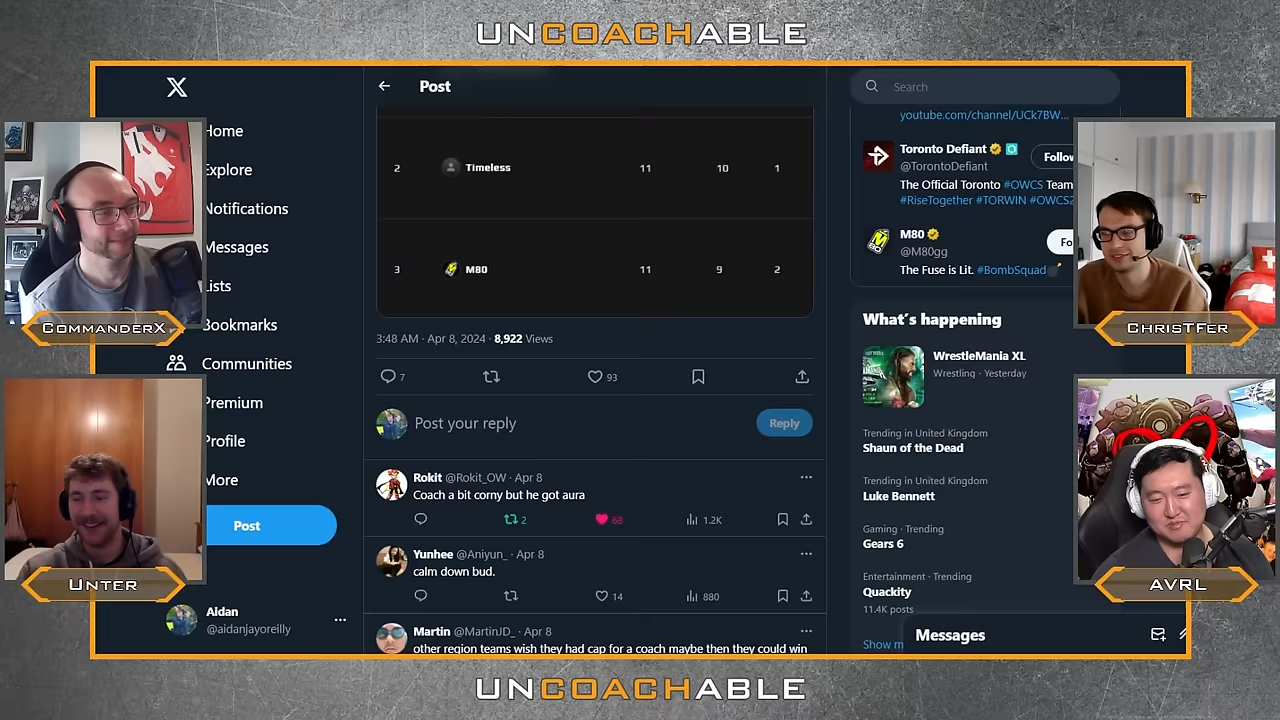 UNCOACHABLE
Post
Search
youtube.com/channel/UCk7BW...
Home
Explore
Notifications
Messages
Lists
Bookmarks
Communities
Premium
Profile
More
Post
Aidan
@aidanjayoreilly
2 Timeless 11 10 1
3 M80 11 9 2
3:48 AM · Apr 8, 2024 · 8,922 Views
7 93
Post your reply
Reply
Rokit @Rokit_OW · Apr 8
Coach a bit corny but he got aura
2 68 1.2K
Yunhee @Aniyun_ · Apr 8
calm down bud.
14 880
Martin @MartinJD_ · Apr 8
other region teams wish they had cap for a coach maybe then they could win
Toronto Defiant
@TorontoDefiant
Follow
The Official Toronto #OWCS Team
#RiseTogether #TORWIN #OWCS2
M80
@M80gg
Fo
The Fuse is Lit. #BombSquad
What's happening
WrestleMania XL
Wrestling · Yesterday
Trending in United Kingdom
Shaun of the Dead
Trending in United Kingdom
Luke Bennett
Gaming · Trending
Gears 6
Entertainment · Trending
Quackity
11.4K posts
Show m
Messages
COMMANDERX
CHRISTFER
UNTER
AVRL
UNCOACHABLE